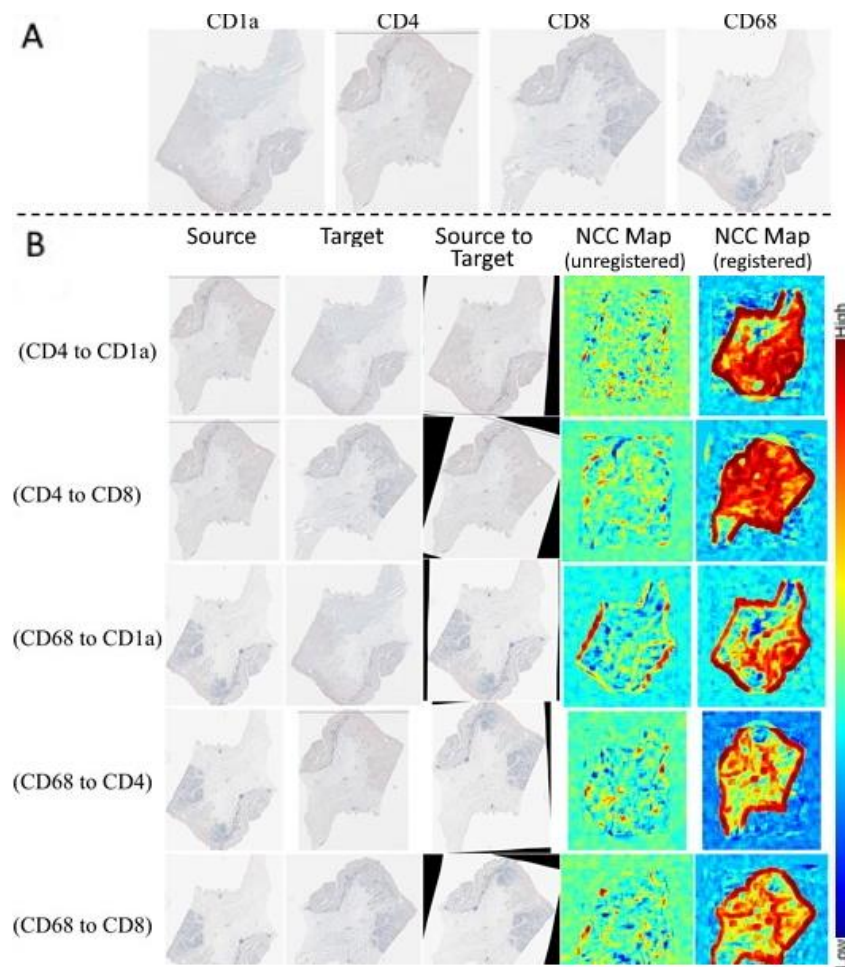 A
CD1a CD4 CD8 CD68
B
Source Target Source to Target NCC Map (unregistered) NCC Map (registered)
High
(CD4 to CD1a)
(CD4 to CD8)
(CD68 to CD1a)
(CD68 to CD4)
(CD68 to CD8)
Low